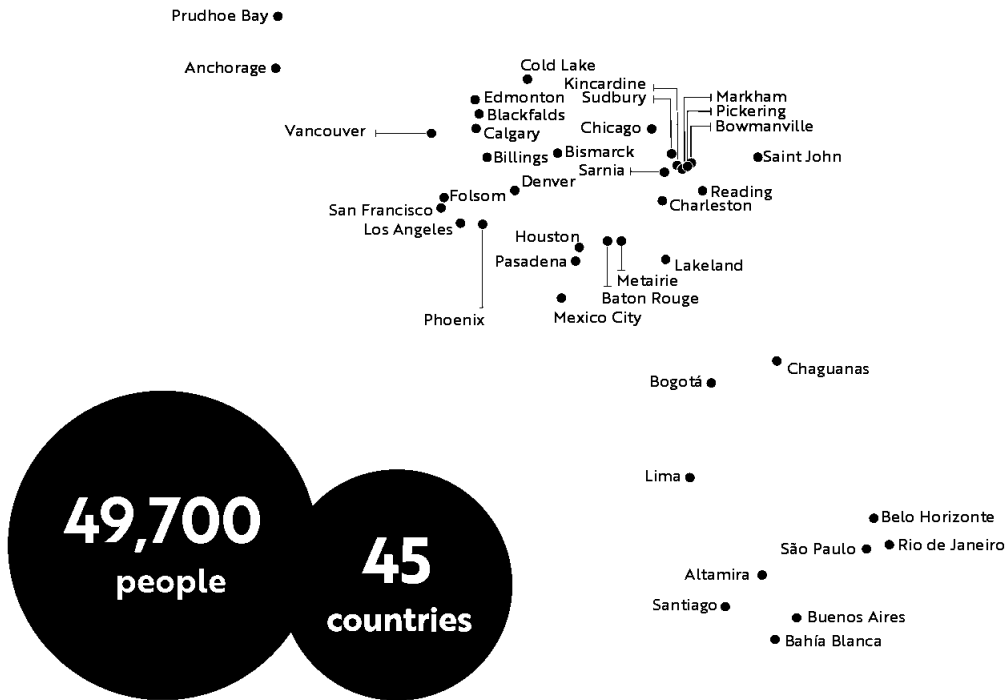 Prudhoe Bay
Anchorage
Cold Lake
Kincardine
Sudbury
Markham
Pickering
Bowmanville
Edmonton
Blackfalds
Calgary
Vancouver
Chicago
Billings
Bismarck
Sarnia
Saint John
Denver
Folsom
Reading
Charleston
San Francisco
Los Angeles
Houston
Pasadena
Lakeland
Metairie
Baton Rouge
Phoenix
Mexico City
Chaguanas
Bogotá
Lima
Belo Horizonte
São Paulo
Rio de Janeiro
Altamira
Santiago
Buenos Aires
Bahía Blanca
49,700
people
45
countries